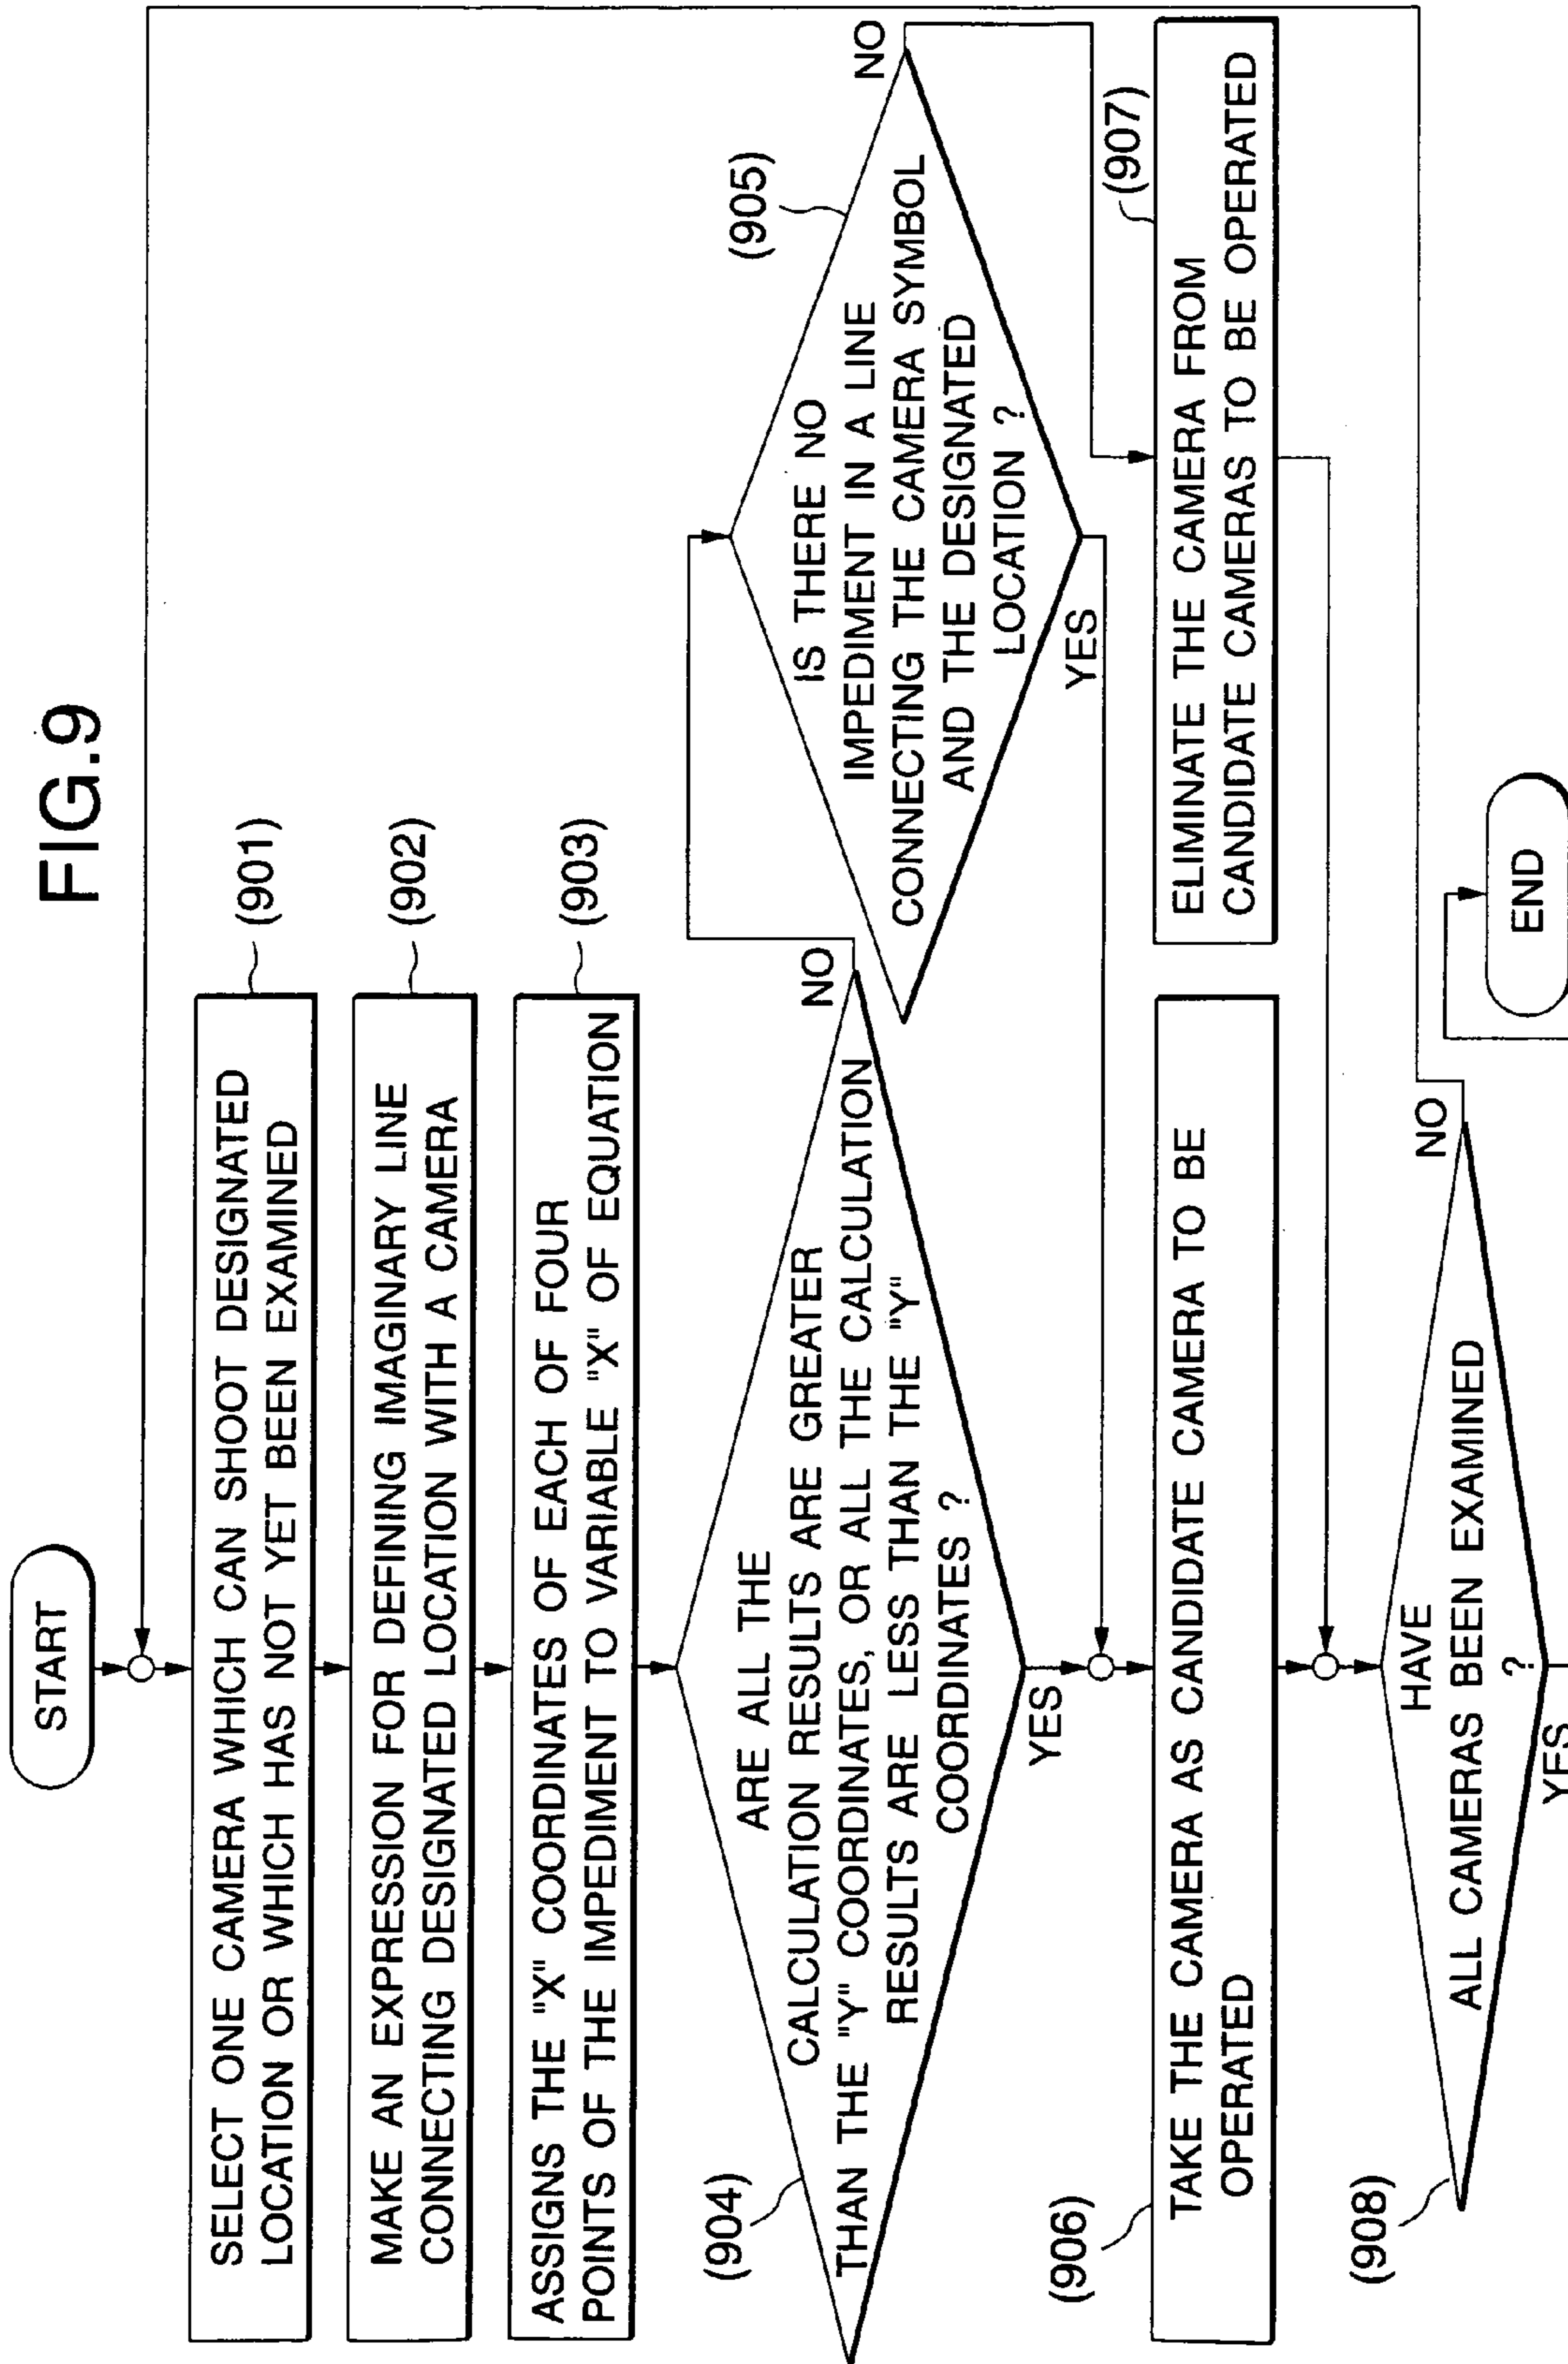 FIG.9
START
SELECT ONE CAMERA WHICH CAN SHOOT DESIGNATED
LOCATION OR WHICH HAS NOT YET BEEN EXAMINED
(901)
MAKE AN EXPRESSION FOR DEFINING IMAGINARY LINE
CONNECTING DESIGNATED LOCATION WITH A CAMERA
(902)
ASSIGNS THE "X" COORDINATES OF EACH OF FOUR
POINTS OF THE IMPEDIMENT TO VARIABLE "X" OF EQUATION
(903)
(904)
ARE ALL THE
CALCULATION RESULTS ARE GREATER
THAN THE "Y" COORDINATES, OR ALL THE CALCULATION
RESULTS ARE LESS THAN THE "Y"
COORDINATES ?
NO
YES
(905)
IS THERE NO
IMPEDIMENT IN A LINE
CONNECTING THE CAMERA SYMBOL
AND THE DESIGNATED
LOCATION ?
NO
YES
(906)
TAKE THE CAMERA AS CANDIDATE CAMERA TO BE
OPERATED
(907)
ELIMINATE THE CAMERA FROM
CANDIDATE CAMERAS TO BE OPERATED
(908)
HAVE
ALL CAMERAS BEEN EXAMINED
?
NO
YES
END